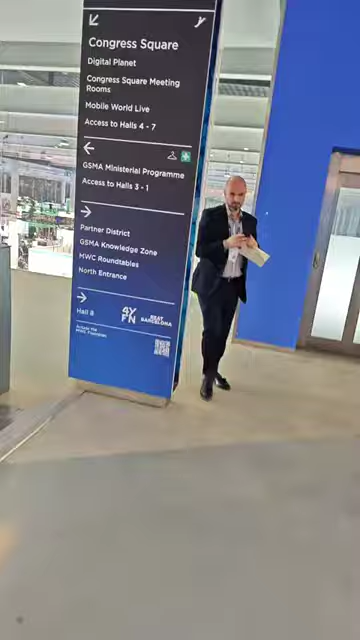 Congress Square
Digital Planet
Congress Square Meeting
Rooms
Mobile World Live
Access to Halls 4 - 7
GSMA Ministerial Programme
Access to Halls 3 - 1
Partner District
GSMA Knowledge Zone
MWC Roundtables
North Entrance
Hall 8
4YFN
BARCELONA